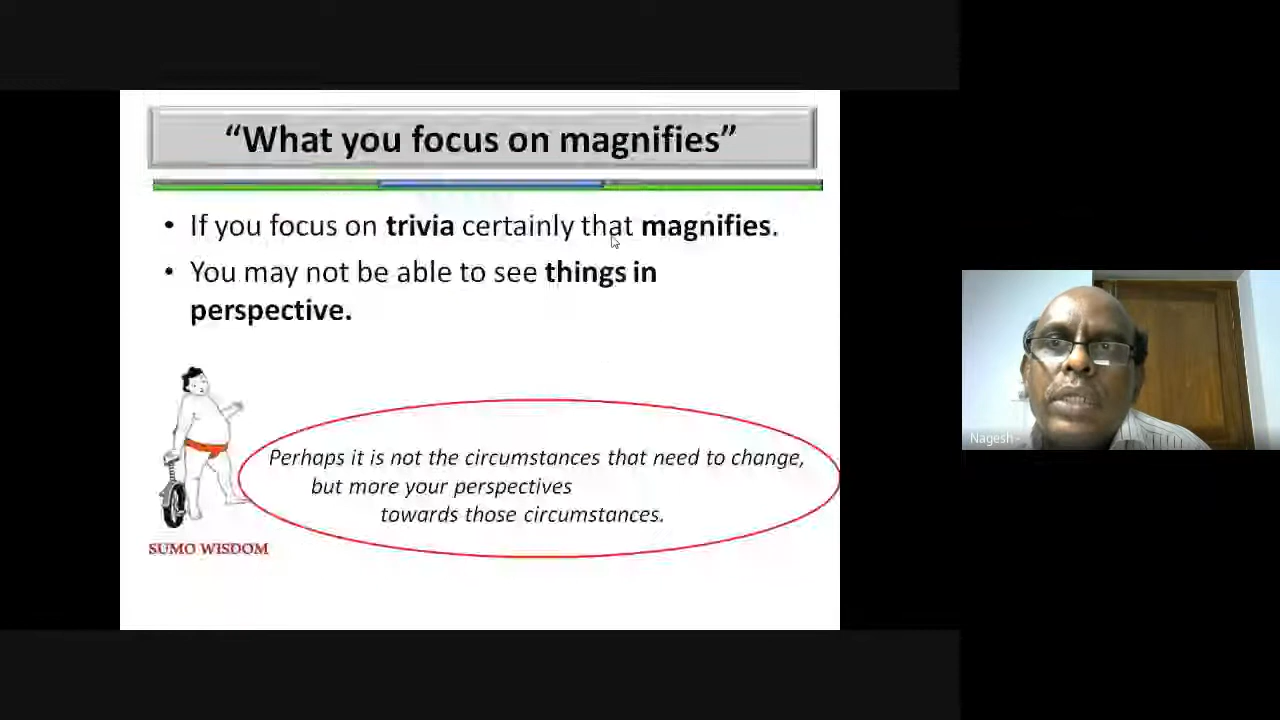 “What you focus on magnifies”
• If you focus on trivia certainly that magnifies.
• You may not be able to see things in
perspective.
Perhaps it is not the circumstances that need to change,
but more your perspectives
towards those circumstances.
SUMO WISDOM
Nagesh -